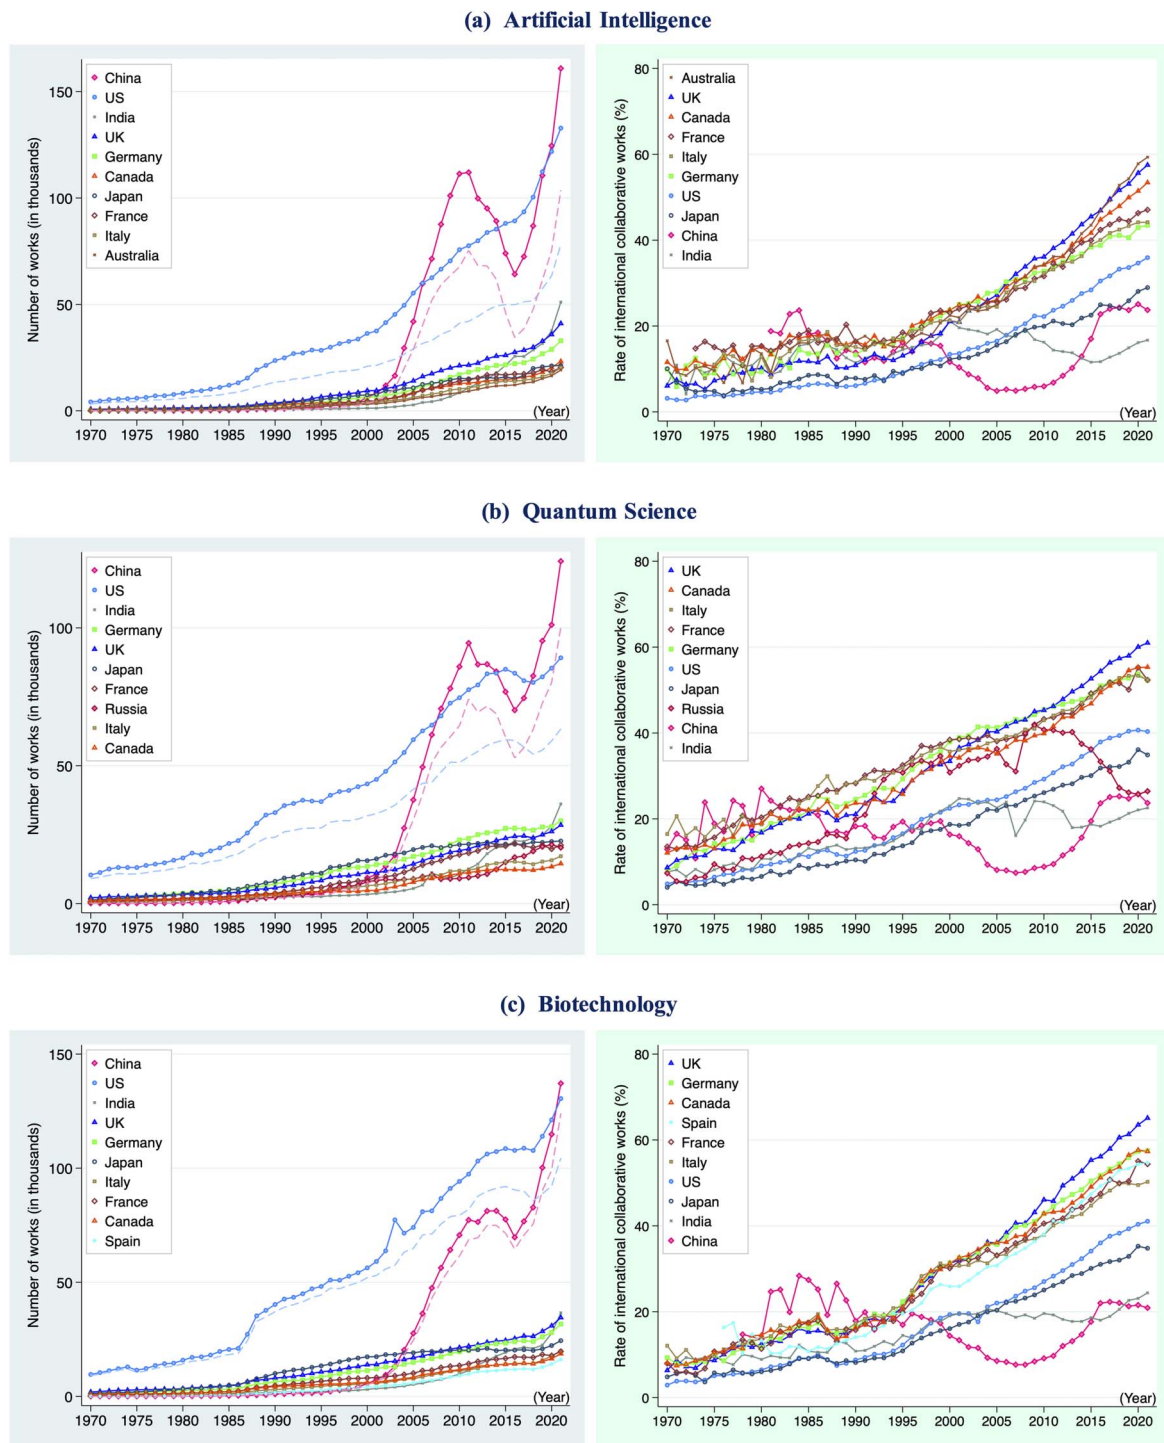 (a) Artificial Intelligence
Number of works (in thousands)
150
100
50
0
China
US
India
UK
Germany
Canada
Japan
France
Italy
Australia
(Year)
1970 1975 1980 1985 1990 1995 2000 2005 2010 2015 2020
Rate of international collaborative works (%)
80
60
40
20
0
Australia
UK
Canada
France
Italy
Germany
US
Japan
China
India
(Year)
1970 1975 1980 1985 1990 1995 2000 2005 2010 2015 2020
(b) Quantum Science
Number of works (in thousands)
100
50
0
China
US
India
Germany
UK
Japan
France
Russia
Italy
Canada
(Year)
1970 1975 1980 1985 1990 1995 2000 2005 2010 2015 2020
Rate of international collaborative works (%)
80
60
40
20
0
UK
Canada
Italy
France
Germany
US
Japan
Russia
China
India
(Year)
1970 1975 1980 1985 1990 1995 2000 2005 2010 2015 2020
(c) Biotechnology
Number of works (in thousands)
150
100
50
0
China
US
India
UK
Germany
Japan
Italy
France
Canada
Spain
(Year)
1970 1975 1980 1985 1990 1995 2000 2005 2010 2015 2020
Rate of international collaborative works (%)
80
60
40
20
0
UK
Germany
Canada
Spain
France
Italy
US
Japan
India
China
(Year)
1970 1975 1980 1985 1990 1995 2000 2005 2010 2015 2020